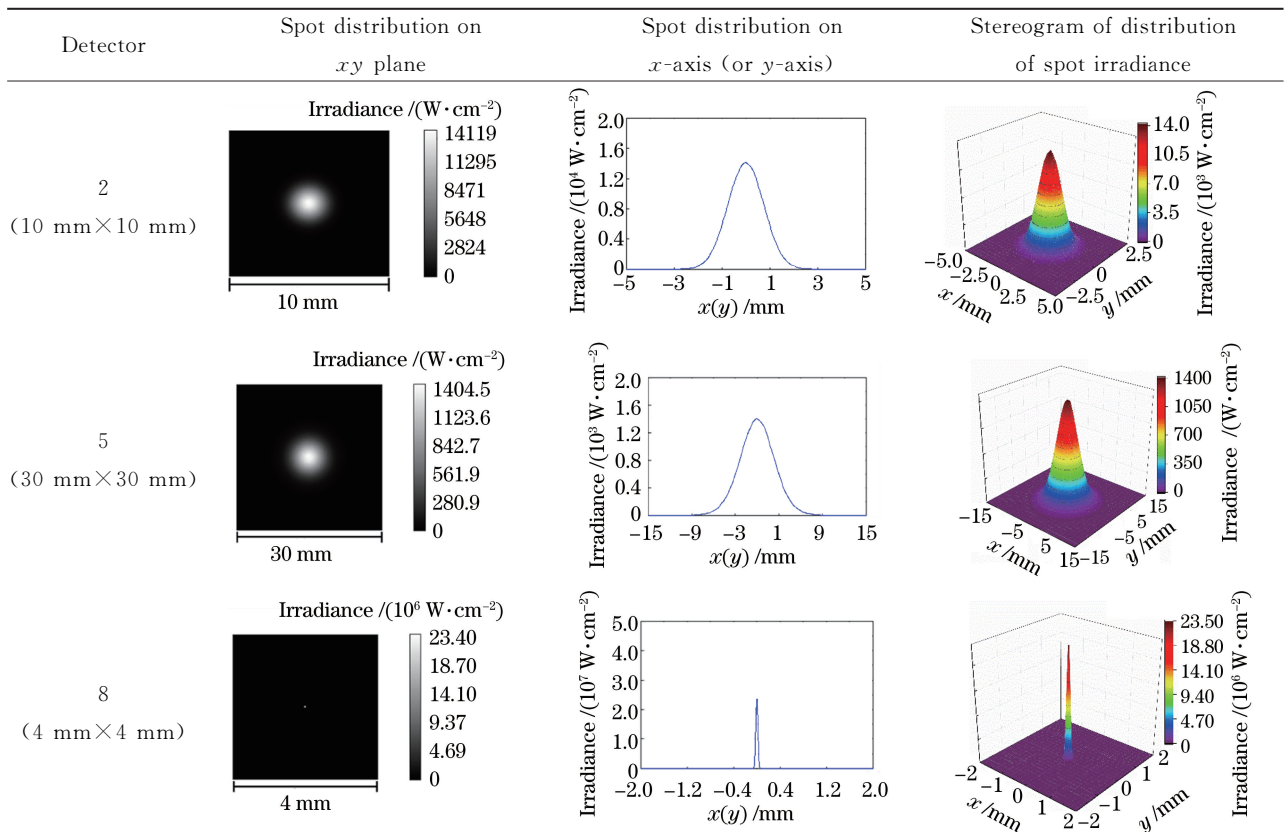 Detector
Spot distribution on
xy plane
Spot distribution on
x-axis (or y-axis)
Stereogram of distribution
of spot irradiance
2
(10 mm×10 mm)
Irradiance /(W·cm⁻²)
14119
11295
8471
5648
2824
0
10 mm
Irradiance /(10⁴ W·cm⁻²)
2.0
1.6
1.2
0.8
0.4
0
−5 −3 −1 1 3 5
x(y) /mm
14.0
10.5
7.0
3.5
0
Irradiance /(10³ W·cm⁻²)
−5.0
−2.5
0
2.5
5.0
x /mm
−2.5
0
2.5
y /mm
5
(30 mm×30 mm)
Irradiance /(W·cm⁻²)
1404.5
1123.6
842.7
561.9
280.9
0
30 mm
Irradiance /(10³ W·cm⁻²)
2.0
1.6
1.2
0.8
0.4
0
−15 −9 −3 1 9 15
x(y) /mm
1400
1050
700
350
0
Irradiance /(W·cm⁻²)
−15
−5
5
15
x /mm
−15
−5
5
15
y /mm
8
(4 mm×4 mm)
Irradiance /(10⁶ W·cm⁻²)
23.40
18.70
14.10
9.37
4.69
0
4 mm
Irradiance /(10⁷ W·cm⁻²)
5.0
4.0
3.0
2.0
1.0
0
−2.0 −1.2 −0.4 0.4 1.2 2.0
x(y) /mm
23.50
18.80
14.10
9.40
4.70
0
Irradiance /(10⁶ W·cm⁻²)
−2
−1
0
1
2
x /mm
−2
−1
0
1
2
y /mm